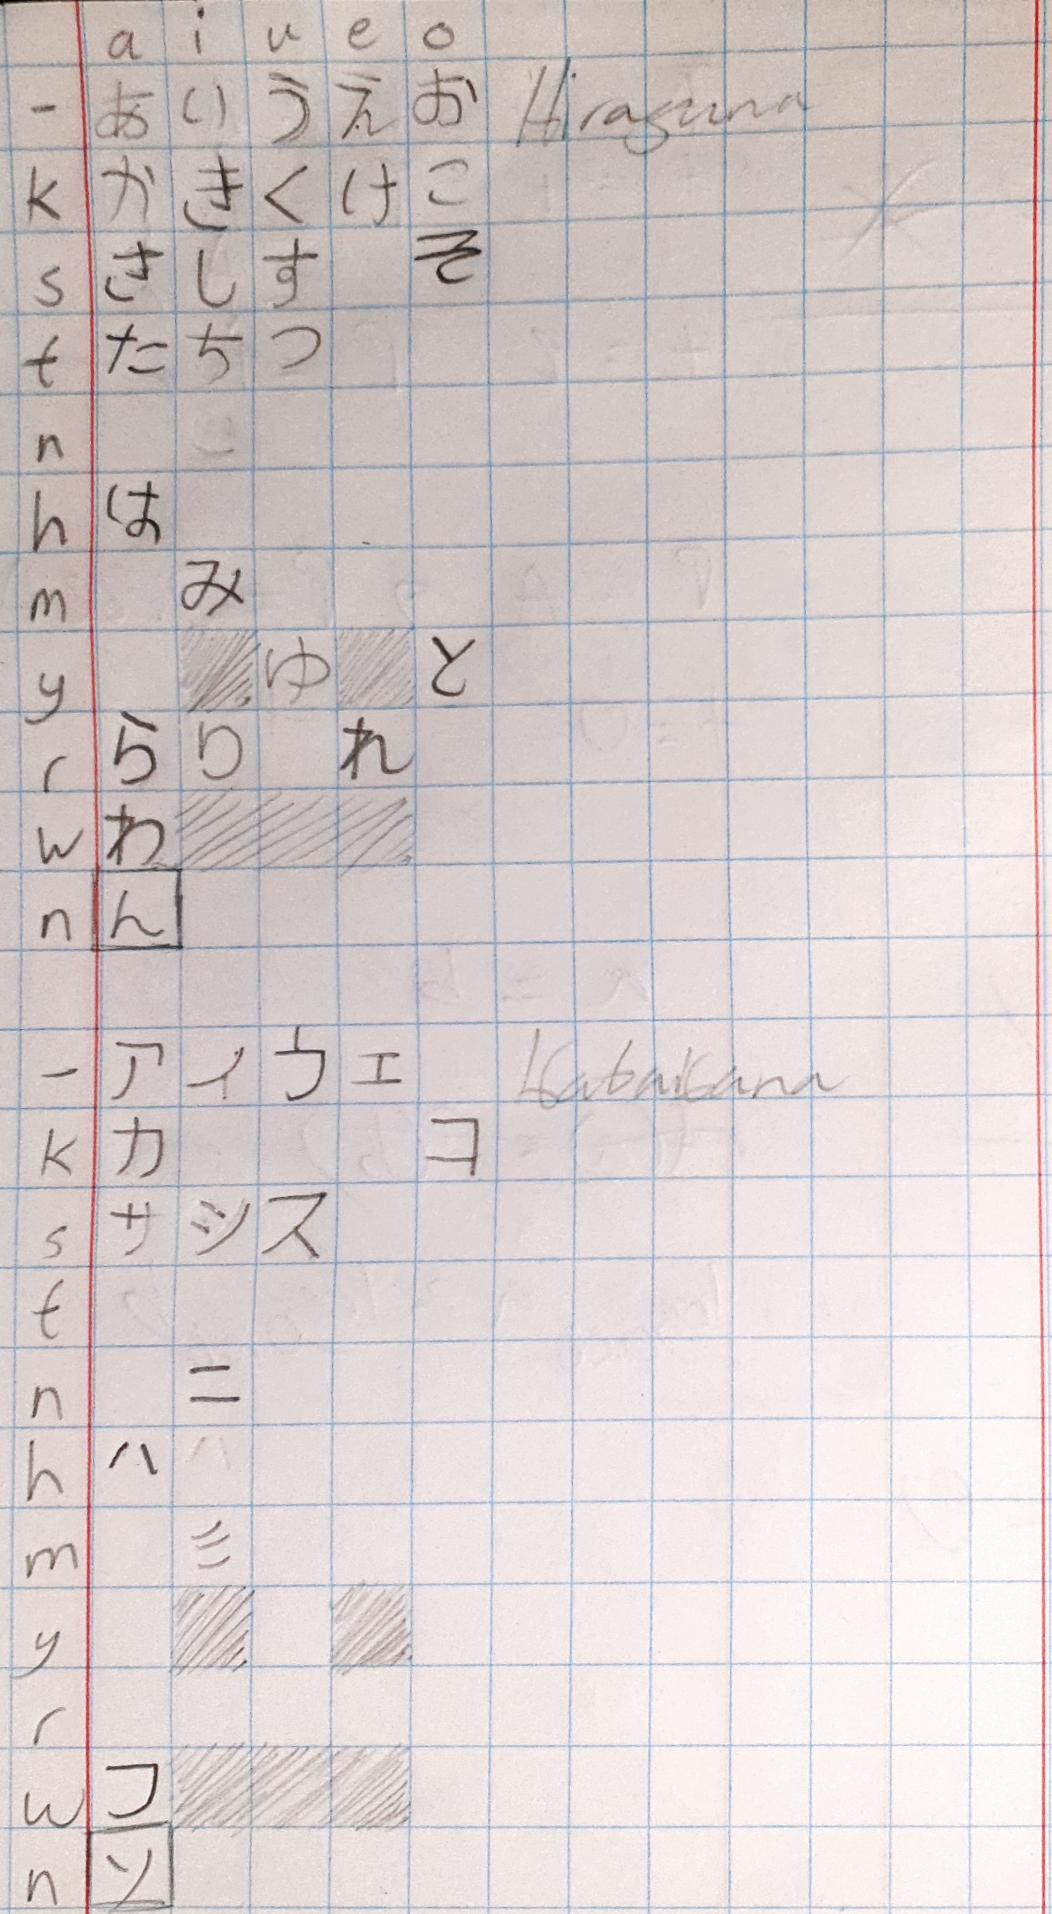 a i u e o
- あ い う え お Hiragana
k か き く け こ
s さ し す そ
t た ち つ
n
h は
m み
y ゆ と
r ら り れ
w わ
n ん
- ア イ ウ エ Katakana
k カ コ
s サ シ ス
t
n ニ
h ハ
m ミ
y
r
w コ
n ソ